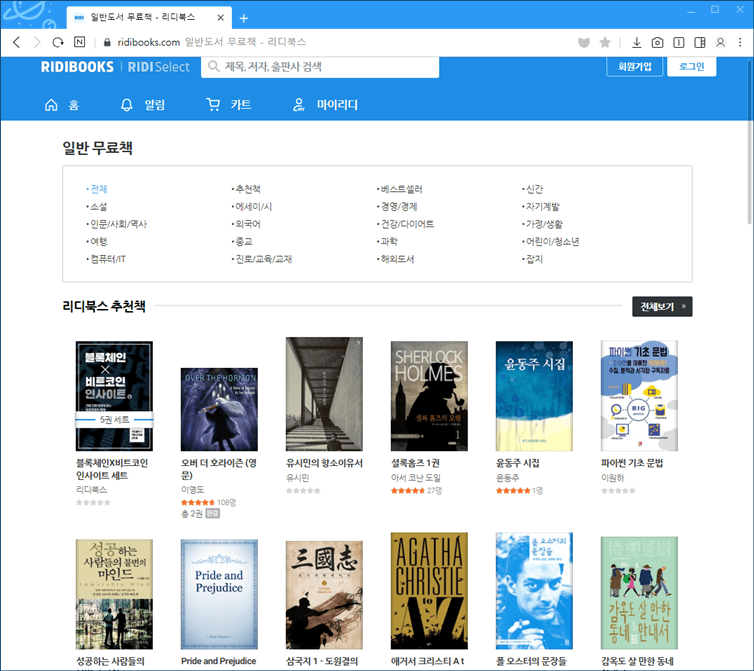 일반도서 무료책 - 리디북스
ridibooks.com 일반도서 무료책 - 리디북스
RIDIBOOKS RIDI Select
제목, 저자, 출판사 검색
회원가입 로그인
홈 알림 카트 마이리디
일반 무료책
전체 추천책 베스트셀러 신간
소설 에세이/시 경영/경제 자기계발
인문/사회/역사 외국어 건강/다이어트 가정/생활
여행 종교 과학 어린이/청소년
컴퓨터/IT 진로/교육/교재 해외도서 잡지
리디북스 추천책 전체보기 »
블록체인
X
비트코인
인사이트
5권 세트
OVER THE HORIZON
SHERLOCK
HOLMES
셜록 홈즈의 모험
1
윤동주 시집
파이썬 기초 문법
BIG
블록체인X비트코인
인사이트 세트
리디북스
오버 더 호라이즌 (영
문)
이영도
108명
총 2권 완결
유시민의 항소이유서
유시민
셜록홈즈 1권
아서 코난 도일
27명
윤동주 시집
윤동주
1명
파이썬 기초 문법
이원하
성공하는
사람들의 불변의
마인드
Pride and
Prejudice
三國志
AGATHA
CHRISTIE
to
Z
폴 오스터의
문장들
감옥도 살 만한
동네 안내서
성공하는 사람들의
Pride and Prejudice
삼국지 1 - 도원결의
애거서 크리스티 A t
폴 오스터의 문장들
감옥도 살 만한 동네